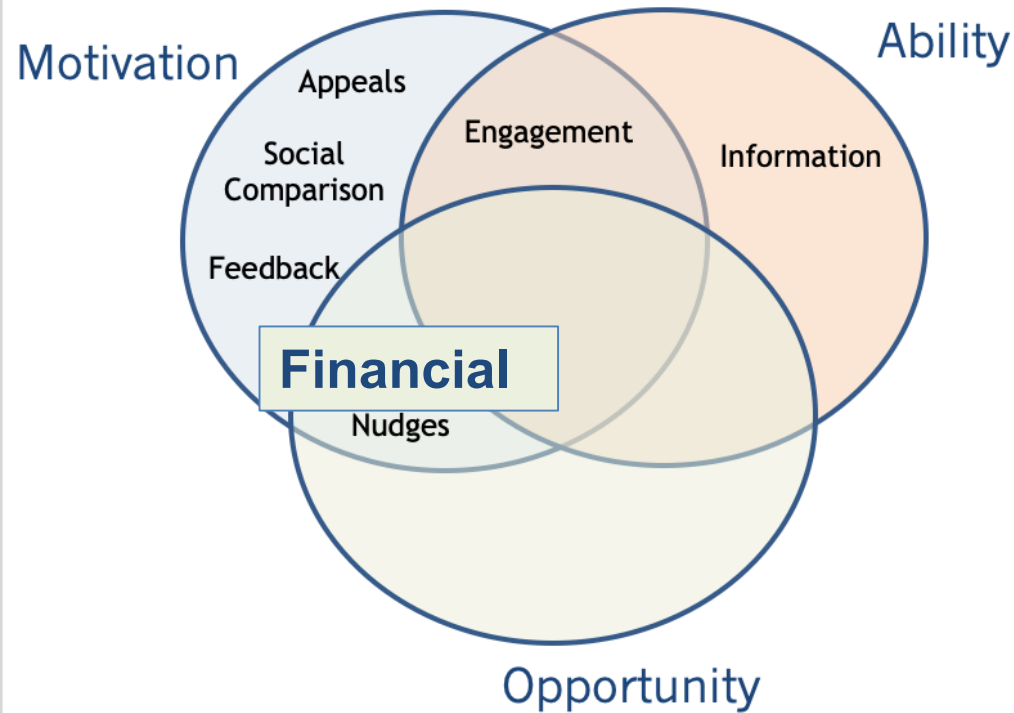 Motivation
Ability
Appeals
Engagement
Social
Comparison
Information
Feedback
Financial
Nudges
Opportunity